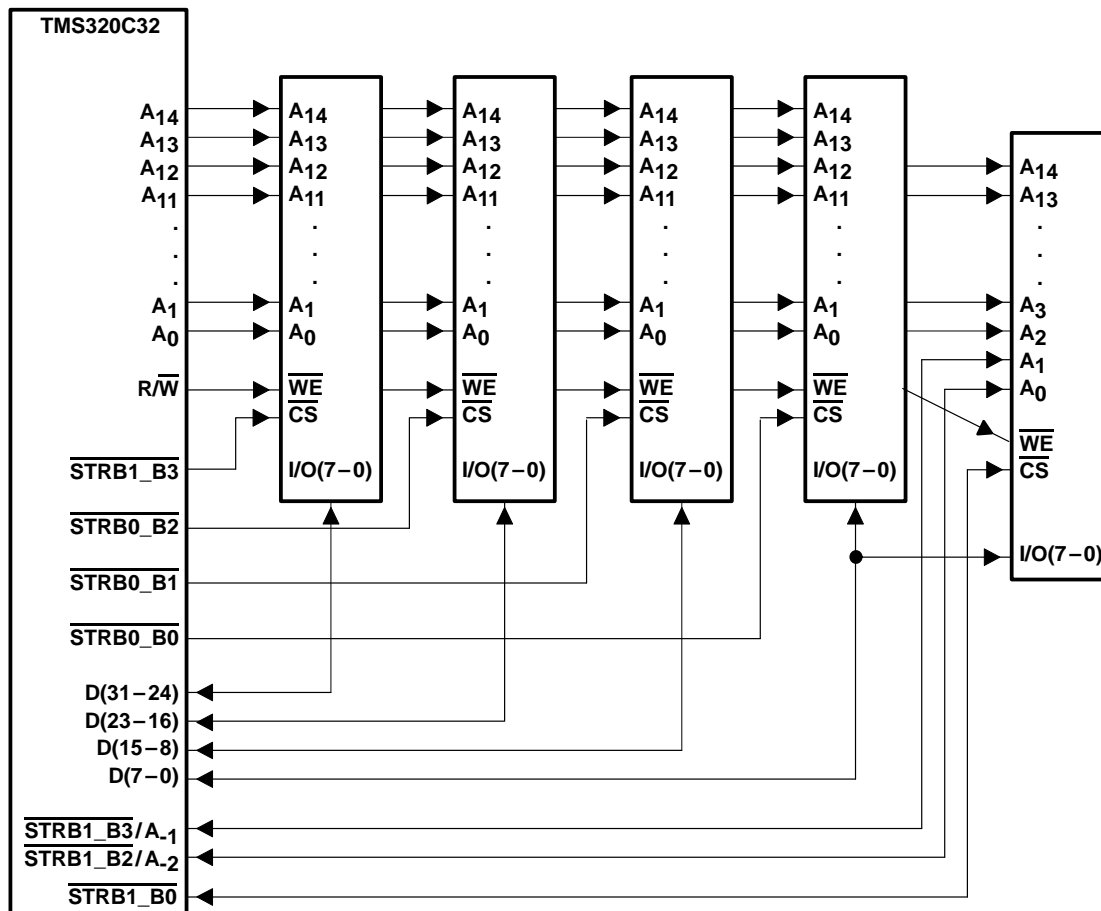 TMS320C32
A14 A14 A14 A14 A14
A13 A13 A13 A13 A13
A12 A12 A12 A12 A12 A14
A11 A11 A11 A11 A11 A13
. . . . . .
. . . . . .
. . . . . .
A1 A1 A1 A1 A1 A3
A0 A0 A0 A0 A0 A2
A1
R/W WE WE WE WE A0
CS CS CS CS
WE
STRB1_B3 I/O(7–0) I/O(7–0) I/O(7–0) I/O(7–0) CS
STRB0_B2
I/O(7–0)
STRB0_B1
STRB0_B0
D(31–24)
D(23–16)
D(15–8)
D(7–0)
STRB1_B3/A-1
STRB1_B2/A-2
STRB1_B0